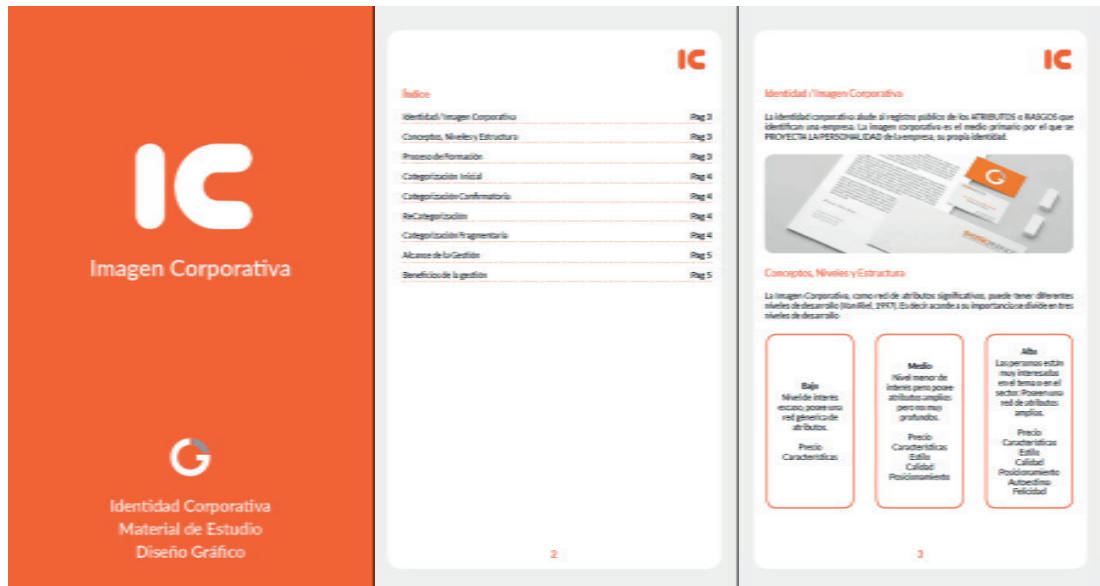 IC
Imagen Corporativa
Identidad Corporativa
Material de Estudio
Diseño Gráfico
IC
Índice
Identidad / Imagen Corporativa Pag 3
Conceptos, Niveles y Estructura Pag 3
Proceso de Formación Pag 3
Categorización Inicial Pag 4
Categorización Confirmatoria Pag 4
ReCategorización Pag 4
Categorización Fragmentaria Pag 4
Alcance de la Gestión Pag 5
Beneficios de la gestión Pag 5
2
IC
Identidad / Imagen Corporativa
La identidad corporativa alude al registro público de los ATRIBUTOS o RASGOS que
identifican una empresa. La imagen corporativa es el medio primario por el que se
PROYECTA LA PERSONALIDAD de la empresa, su propia identidad.
Conceptos, Niveles y Estructura
La Imagen Corporativa, como red de atributos significativos, puede tener diferentes
niveles de desarrollo (Van Riel, 1997). Es decir acorde a su importancia se divide en tres
niveles de desarrollo
Bajo
Nivel de interés
escaso, posee una
red génerica de
atributos.
Precio
Características
Medio
Nivel menor de
interés pero posee
atributos amplios
pero no muy
profundos.
Precio
Características
Estilo
Calidad
Posicionamiento
Alto
Las personas están
muy interesadas
en el tema o en el
sector. Poseen una
red de atributos
amplios.
Precio
Características
Estilo
Calidad
Posicionamiento
Autoestima
Felicidad
3